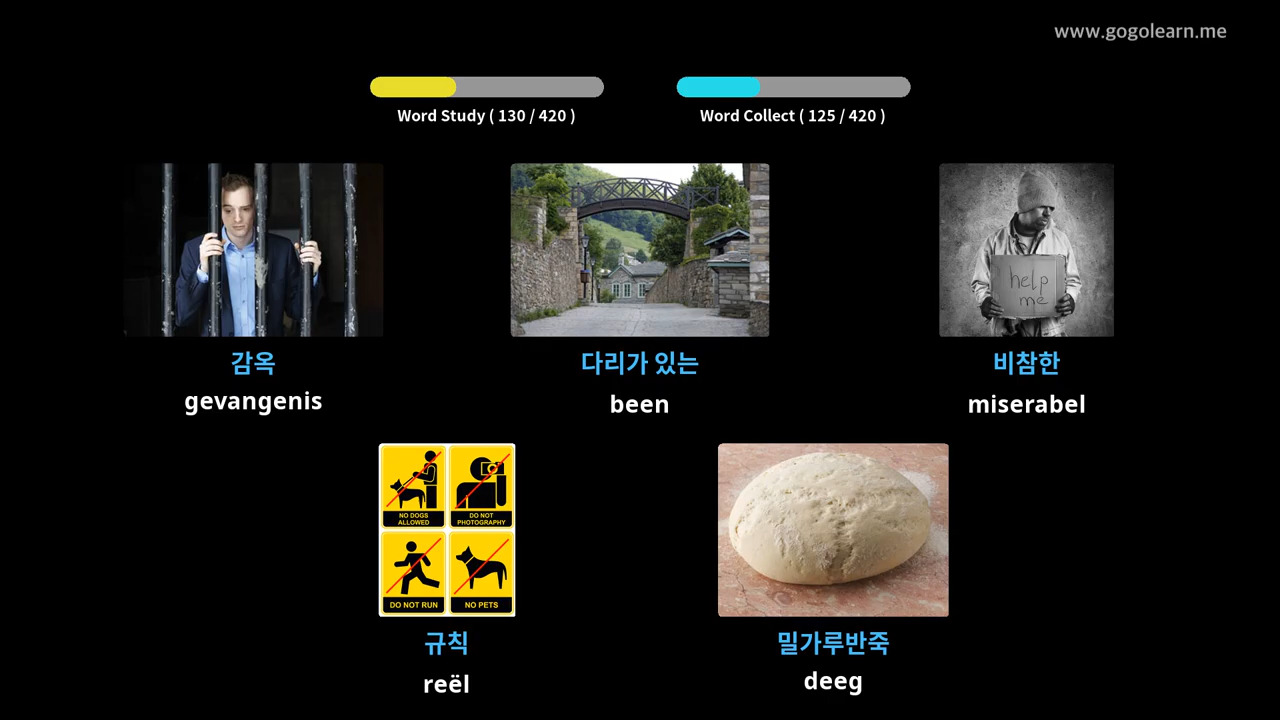 www.gogolearn.me
Word Study ( 130 / 420 )
Word Collect ( 125 / 420 )
help
me
감옥
다리가 있는
비참한
gevangenis
been
miserabel
NO DOGS
ALLOWED
DO NOT
PHOTOGRAPHY
DO NOT RUN
NO PETS
규칙
밀가루반죽
reël
deeg